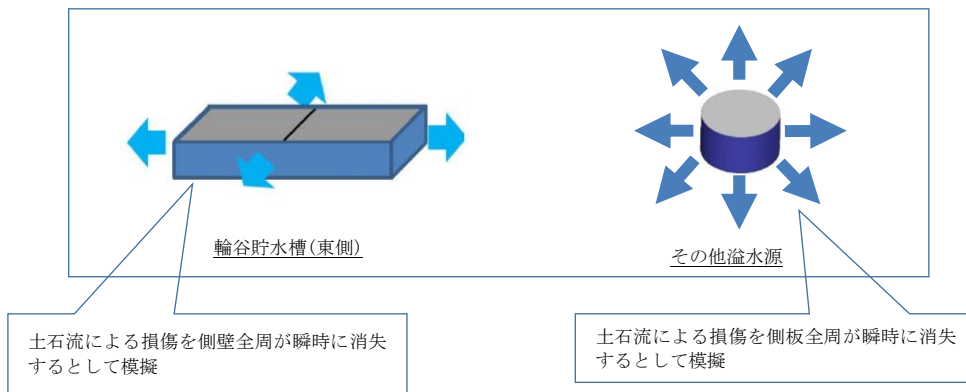 輪谷貯水槽(東側)
その他溢水源
土石流による損傷を側壁全周が瞬時に消失
するとして模擬
土石流による損傷を側板全周が瞬時に消失
するとして模擬